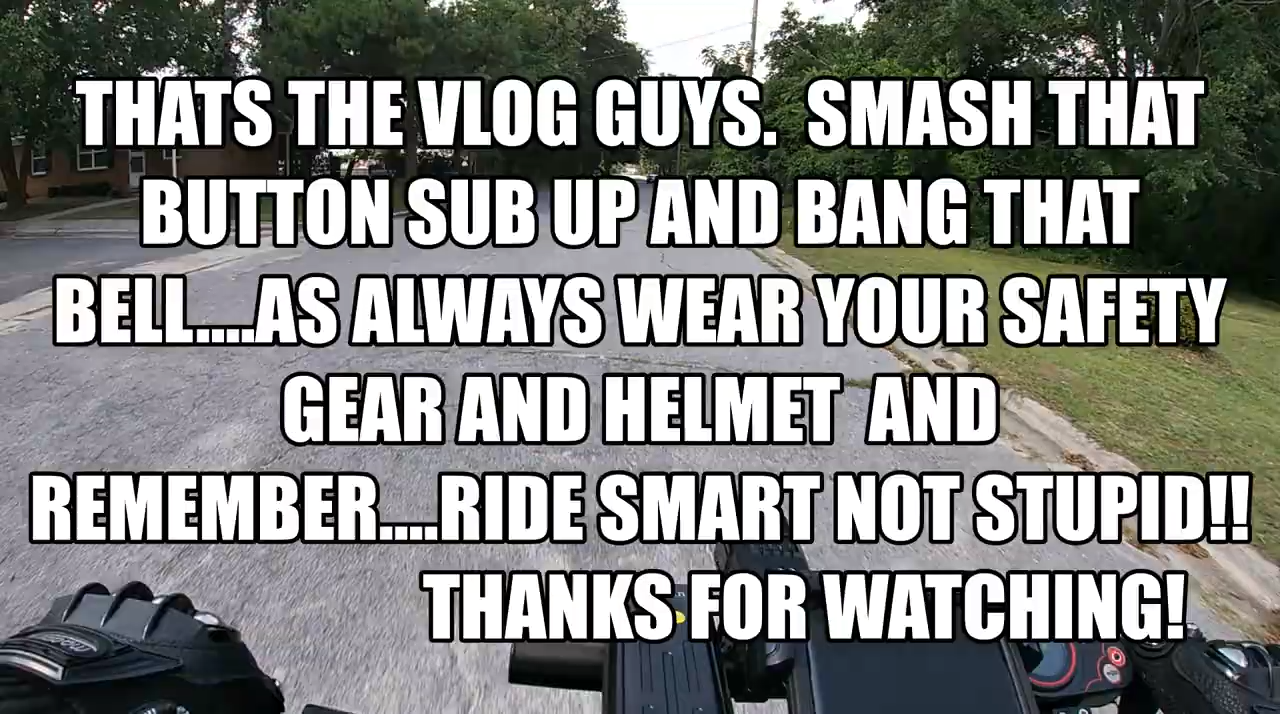 THATS THE VLOG GUYS.  SMASH THAT
BUTTON SUB UP AND BANG THAT
BELL....AS ALWAYS WEAR YOUR SAFETY
GEAR AND HELMET  AND
REMEMBER....RIDE SMART NOT STUPID!!
THANKS FOR WATCHING!